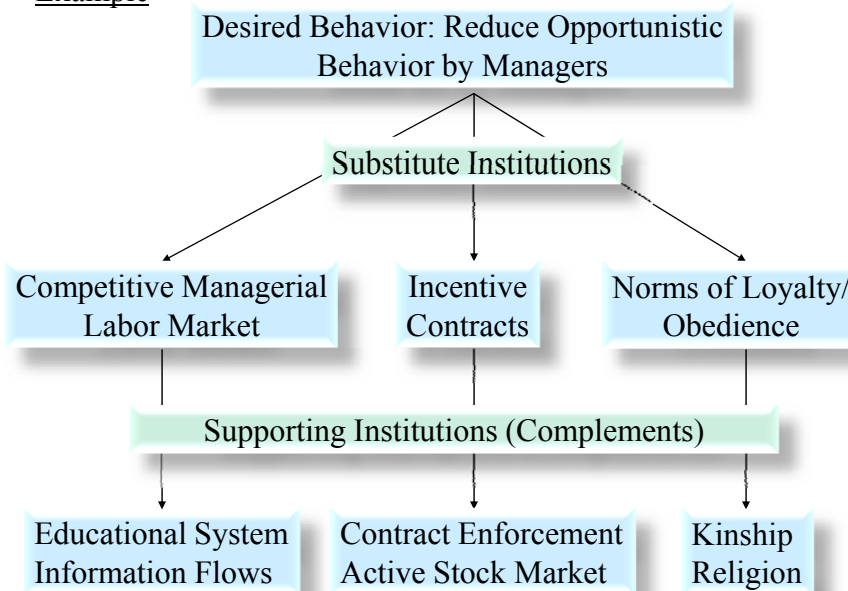 Example
Desired Behavior: Reduce Opportunistic
Behavior by Managers
Substitute Institutions
Competitive Managerial
Labor Market
Incentive
Contracts
Norms of Loyalty/
Obedience
Supporting Institutions (Complements)
Educational System
Information Flows
Contract Enforcement
Active Stock Market
Kinship
Religion